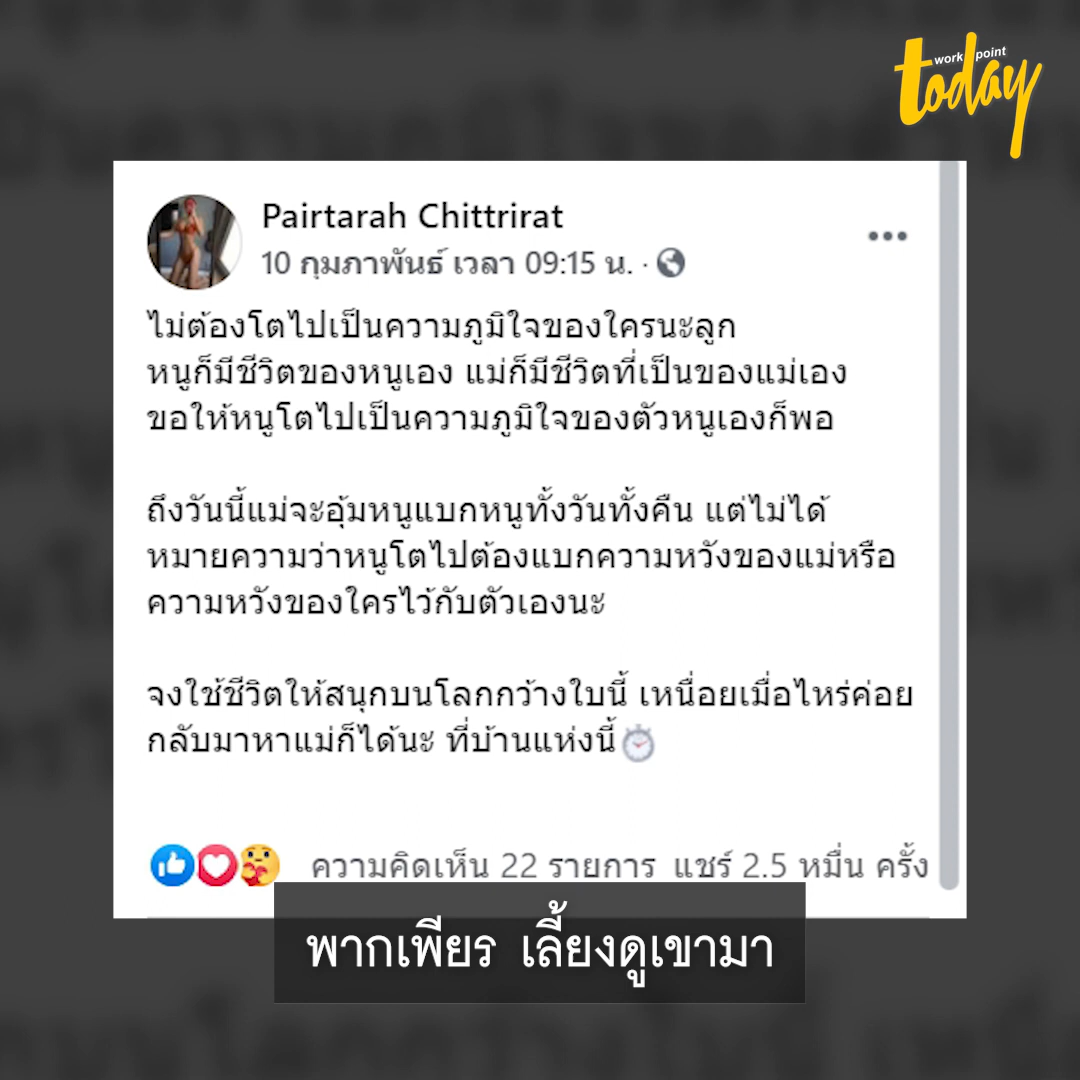 work point
today
Pairtarah Chittrirat
10 กุมภาพันธ์ เวลา 09:15 น. ·
ไม่ต้องโตไปเป็นความภูมิใจของใครนะลูก
หนูก็มีชีวิตของหนูเอง แม่ก็มีชีวิตที่เป็นของแม่เอง
ขอให้หนูโตไปเป็นความภูมิใจของตัวหนูเองก็พอ
ถึงวันนี้แม่จะอุ้มหนูแบกหนูทั้งวันทั้งคืน แต่ไม่ได้
หมายความว่าหนูโตไปต้องแบกความหวังของแม่หรือ
ความหวังของใครไว้กับตัวเองนะ
จงใช้ชีวิตให้สนุกบนโลกกว้างใบนี้ เหนื่อยเมื่อไหร่ค่อย
กลับมาหาแม่ก็ได้นะ ที่บ้านแห่งนี้
ความคิดเห็น 22 รายการ แชร์ 2.5 หมื่น ครั้ง
พากเพียร เลี้ยงดูเขามา